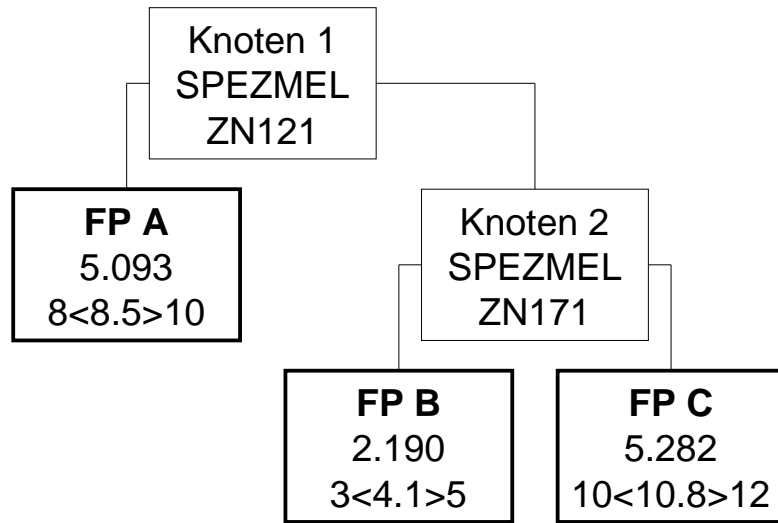 Knoten 1
SPEZMEL
ZN121
FP A
5.093
8<8.5>10
Knoten 2
SPEZMEL
ZN171
FP B
2.190
3<4.1>5
FP C
5.282
10<10.8>12